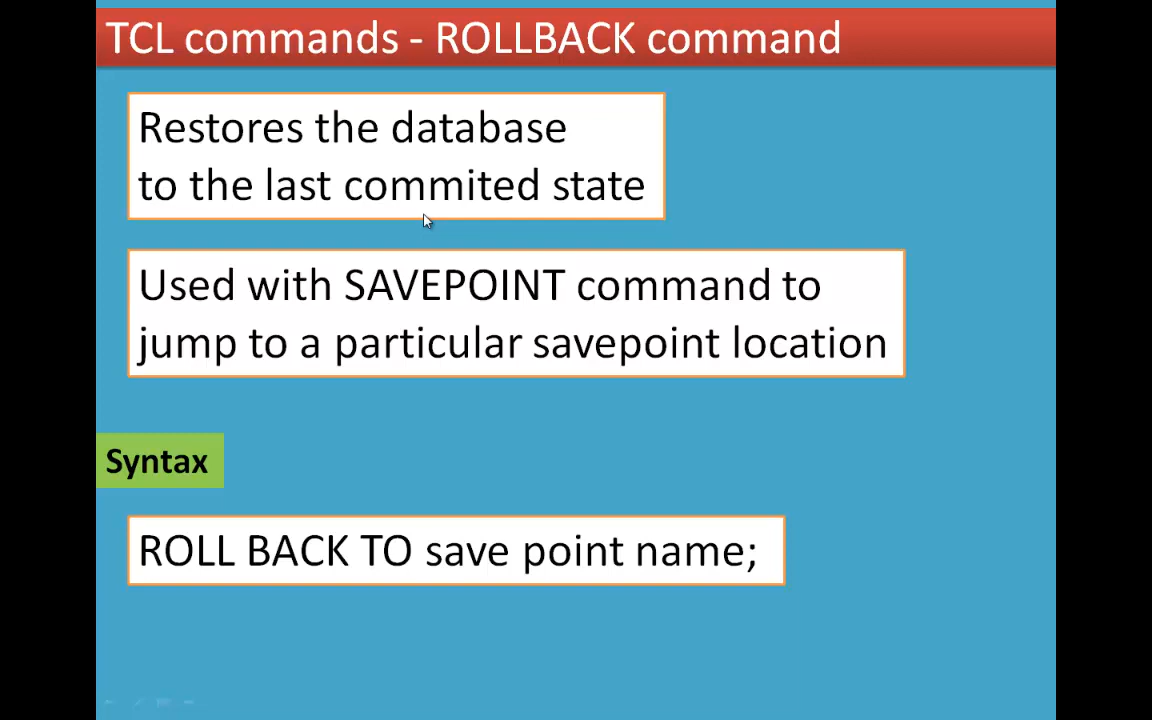 TCL commands - ROLLBACK command
Restores the database
to the last commited state
Used with SAVEPOINT command to
jump to a particular savepoint location
Syntax
ROLL BACK TO save point name;